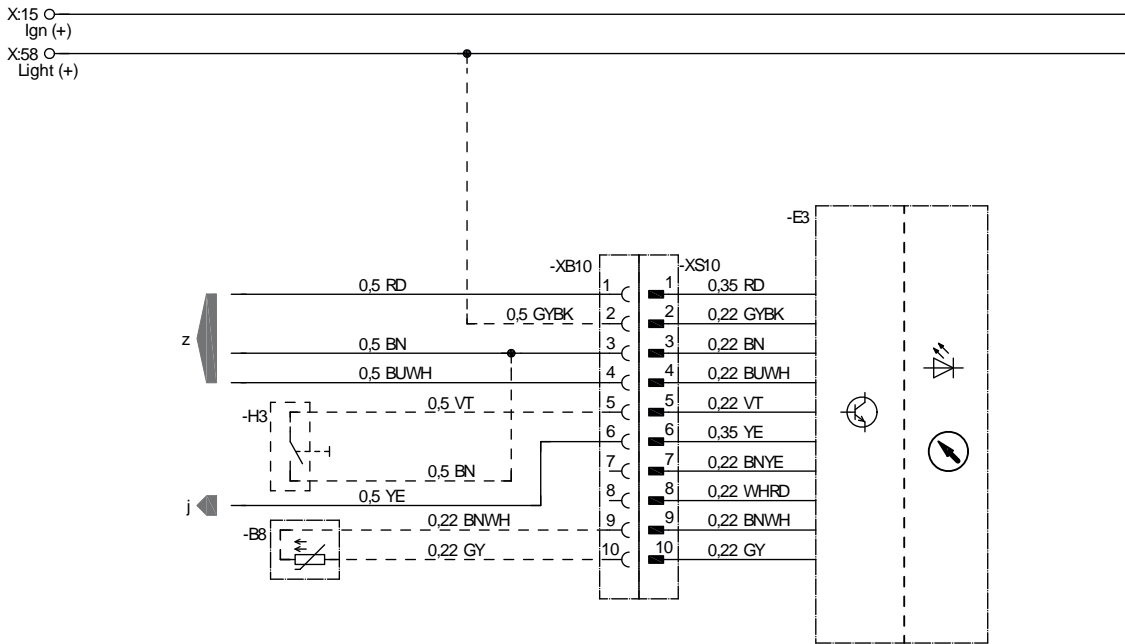 X:15
Ign (+)
X:58
Light (+)
-E3
-XB10 -XS10
0,5 RD 1 1 0,35 RD
0,5 GYBK 2 2 0,22 GYBK
z
0,5 BN 3 3 0,22 BN
0,5 BUWH 4 4 0,22 BUWH
-H3 0,5 VT 5 5 0,22 VT
6 6 0,35 YE
0,5 BN 7 7 0,22 BNYE
j 0,5 YE 8 8 0,22 WHRD
-B8 0,22 BNWH 9 9 0,22 BNWH
0,22 GY 10 10 0,22 GY